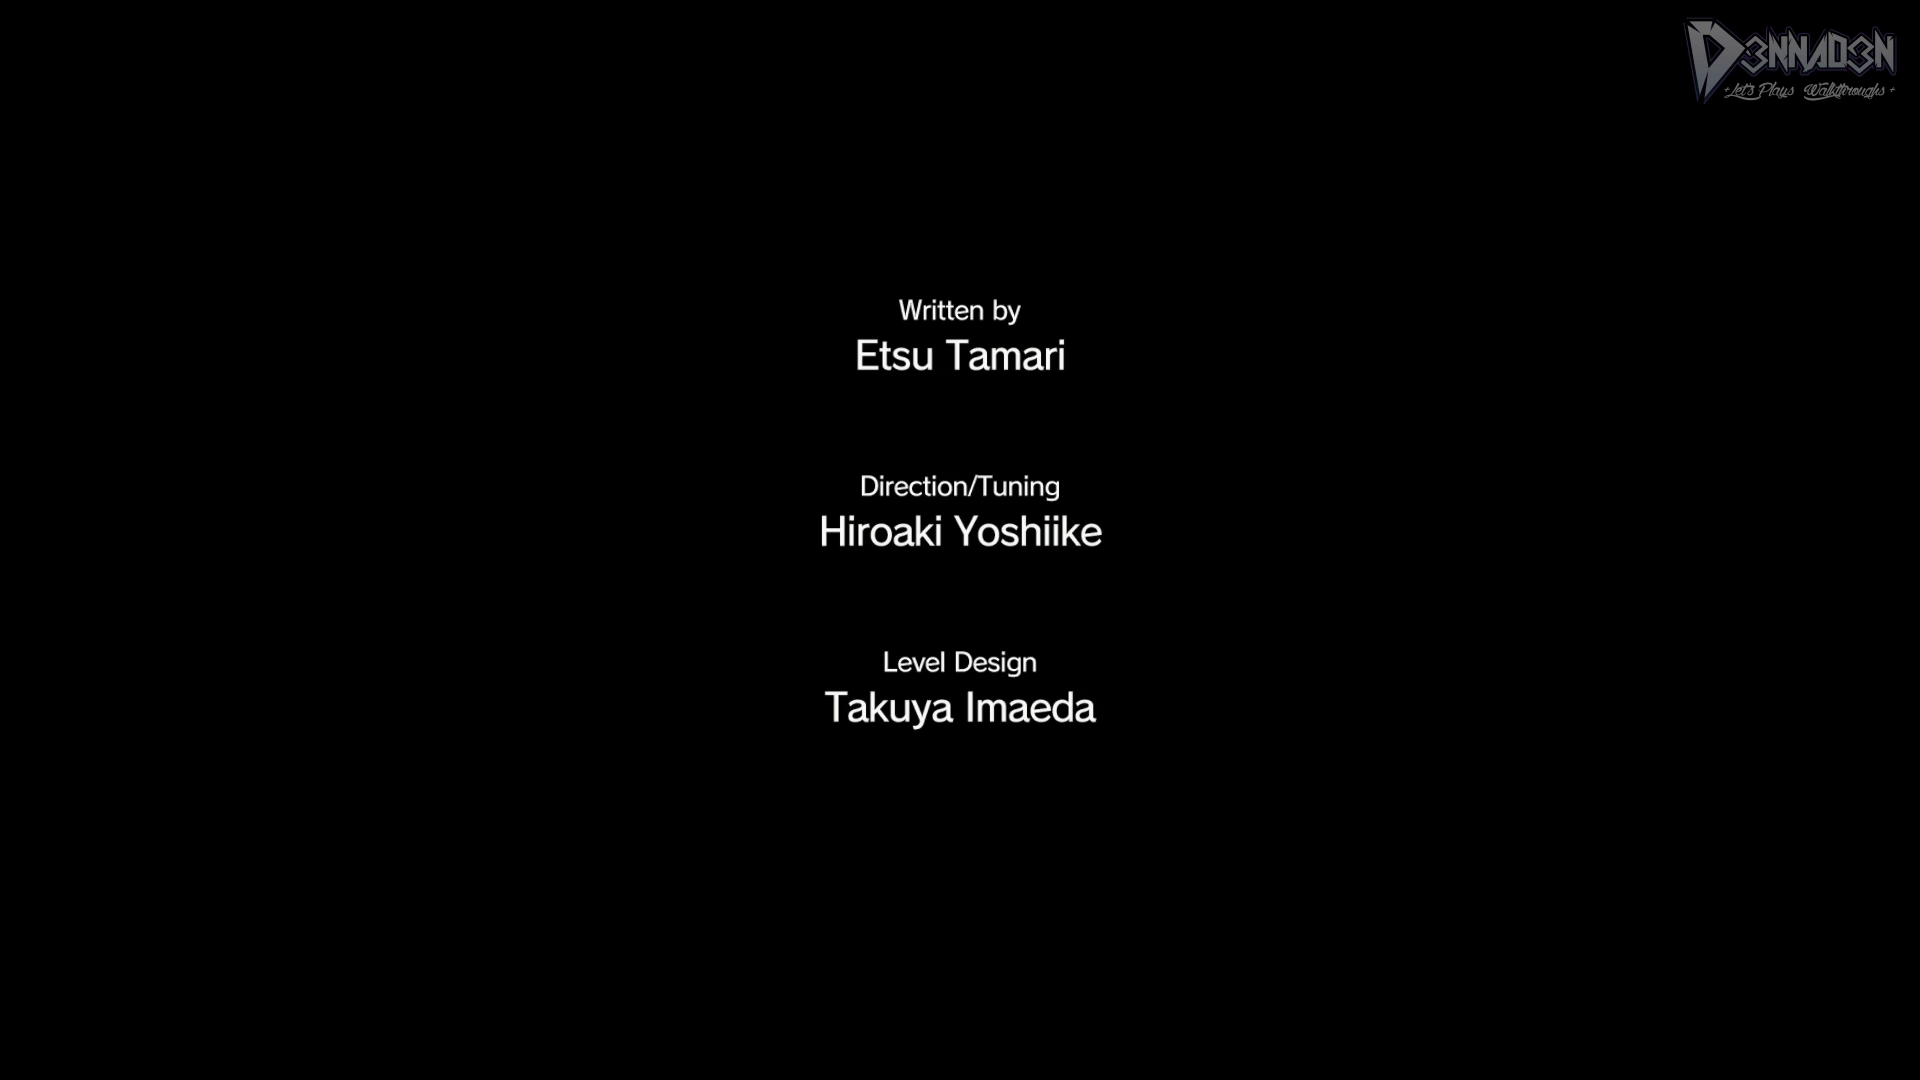 D3NNAD3N
Let's Plays Walkthroughs
Written by
Etsu Tamari
Direction/Tuning
Hiroaki Yoshiike
Level Design
Takuya Imaeda